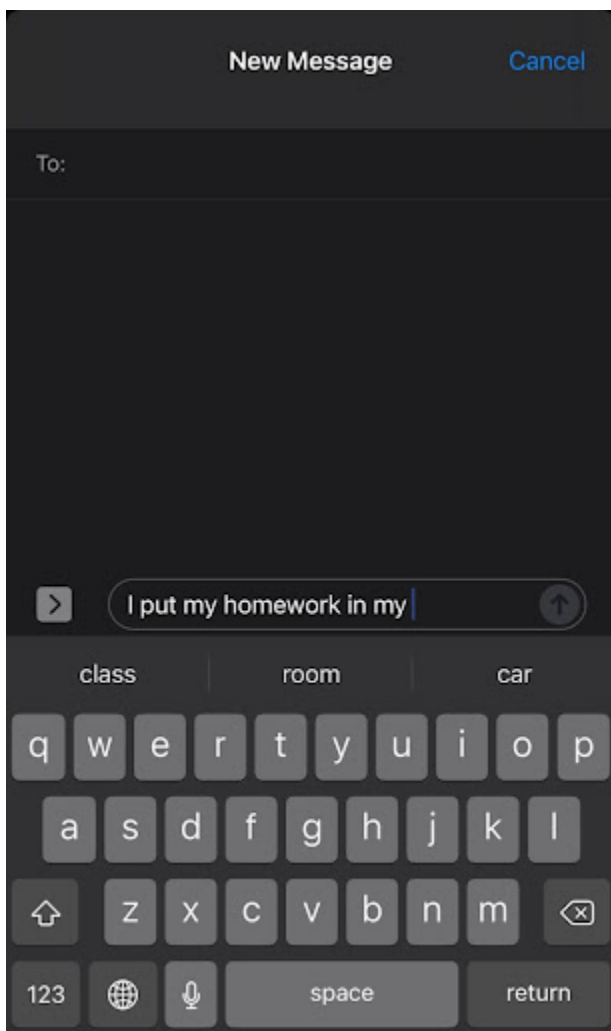 New Message Cancel
To:
I put my homework in my
class room car
q w e r t y u i o p
a s d f g h j k l
z x c v b n m
123 space return